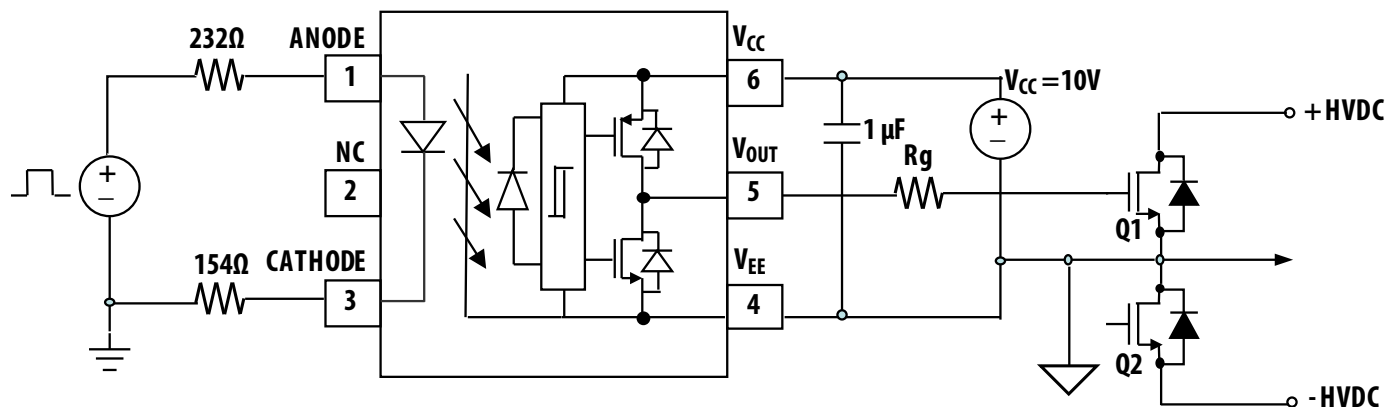 232Ω
ANODE
1
NC
2
154Ω
CATHODE
3
+
−
VCC
6
VOUT
5
VEE
4
1 µF
VCC=10V
+
−
Rg
Q1
Q2
+HVDC
-HVDC